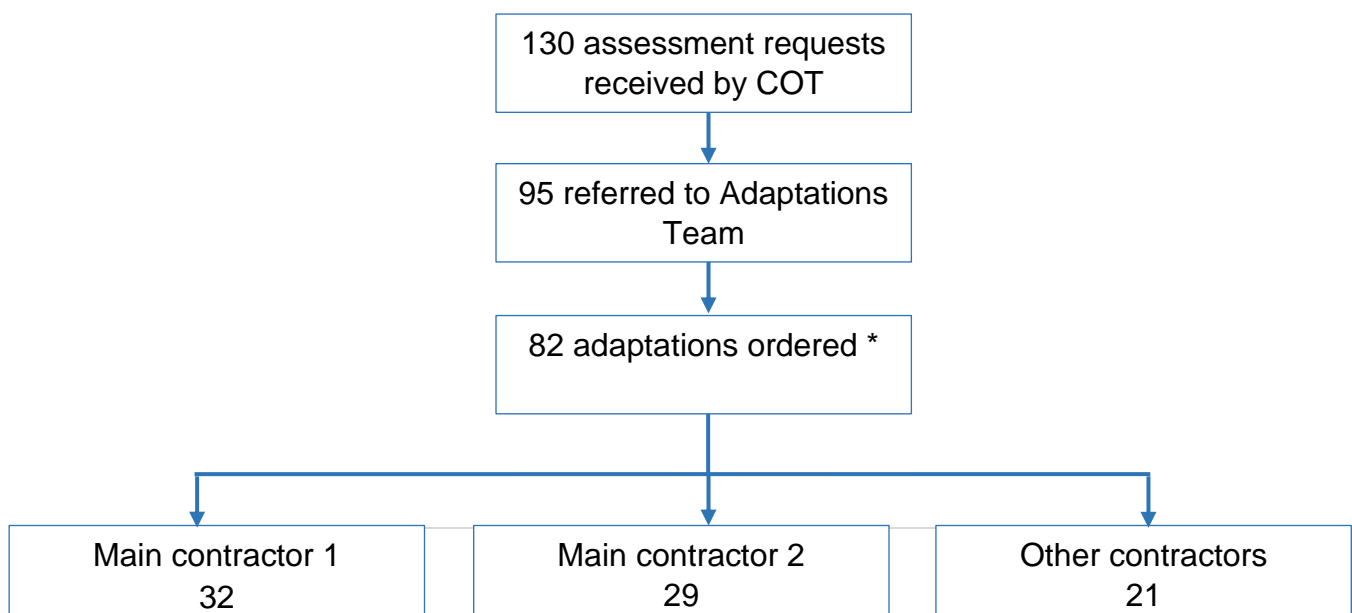 130 assessment requests
received by COT
95 referred to Adaptations
Team
82 adaptations ordered *
Main contractor 1
32
Main contractor 2
29
Other contractors
21